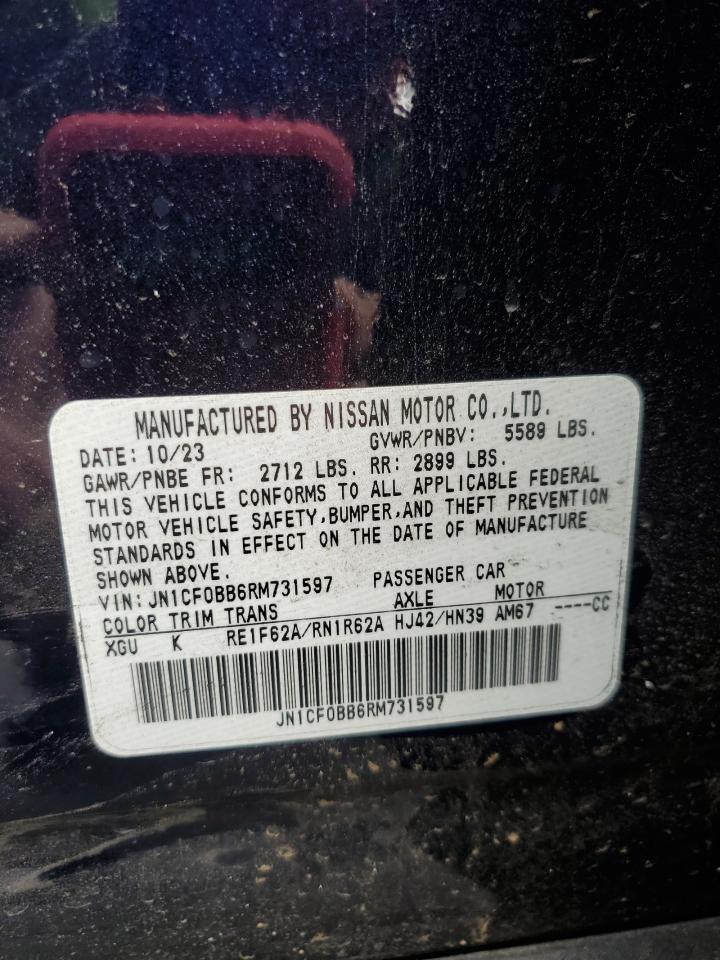 MANUFACTURED BY NISSAN MOTOR CO.,LTD.
DATE: 10/23 GVWR/PNBV: 5589 LBS.
GAWR/PNBE FR: 2712 LBS. RR: 2899 LBS.
THIS VEHICLE CONFORMS TO ALL APPLICABLE FEDERAL
MOTOR VEHICLE SAFETY,BUMPER,AND THEFT PREVENTION
STANDARDS IN EFFECT ON THE DATE OF MANUFACTURE
SHOWN ABOVE.
VIN: JN1CF0BB6RM731597 PASSENGER CAR
COLOR TRIM TRANS AXLE MOTOR
XGU K RE1F62A/RN1R62A HJ42/HN39 AM67 ----CC
JN1CF0BB6RM731597